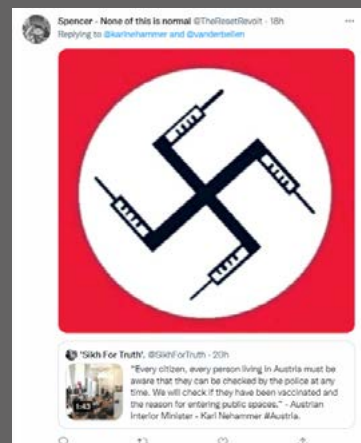 Spencer - None of this is normal @TheResetRevolt · 18h
Replying to @karlnehammer and @vanderbellen
'Sikh For Truth'. @SikhForTruth · 20h
"Every citizen, every person living in Austria must be
aware that they can be checked by the police at any
time. We will check if they have been vaccinated and
the reason for entering public spaces." - Austrian
Interior Minister - Karl Nehammer #Austria.
1:43